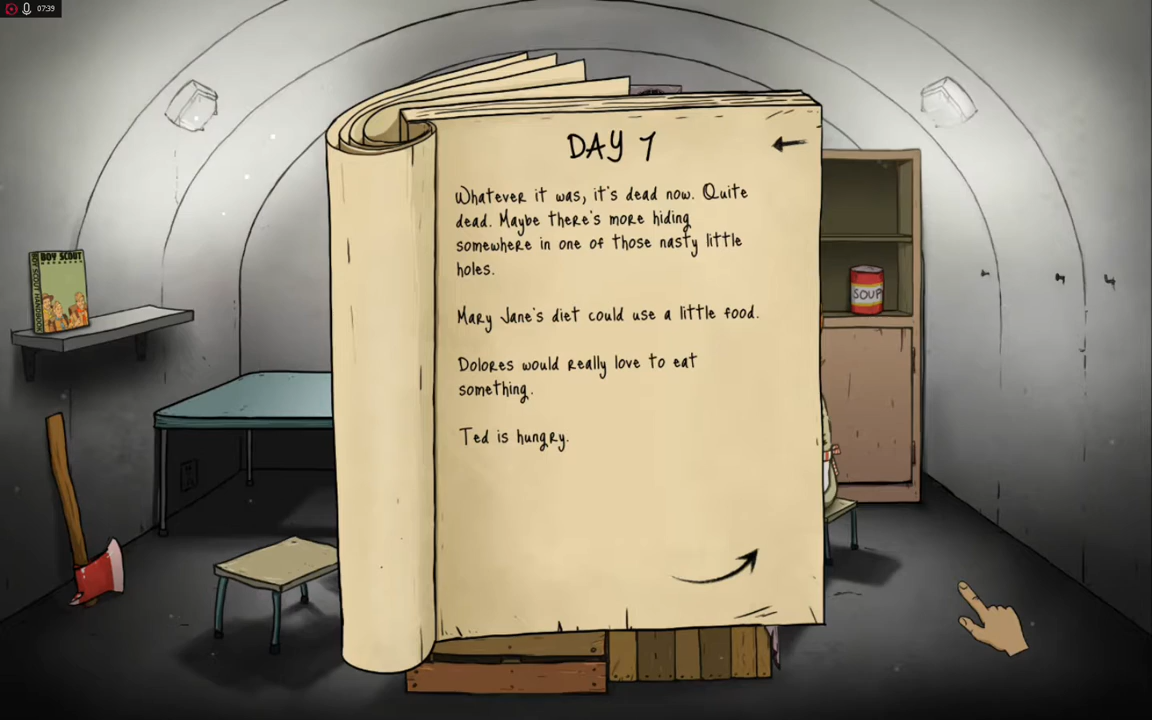 07:39
DAY 7
Whatever it was, it's dead now. Quite
dead. Maybe there's more hiding
somewhere in one of those nasty little
holes.
Mary Jane's diet could use a little food.
Dolores would really love to eat
something.
Ted is hungry.
BOY SCOUT
BOY SCOUT HANDBOOK
SOUP